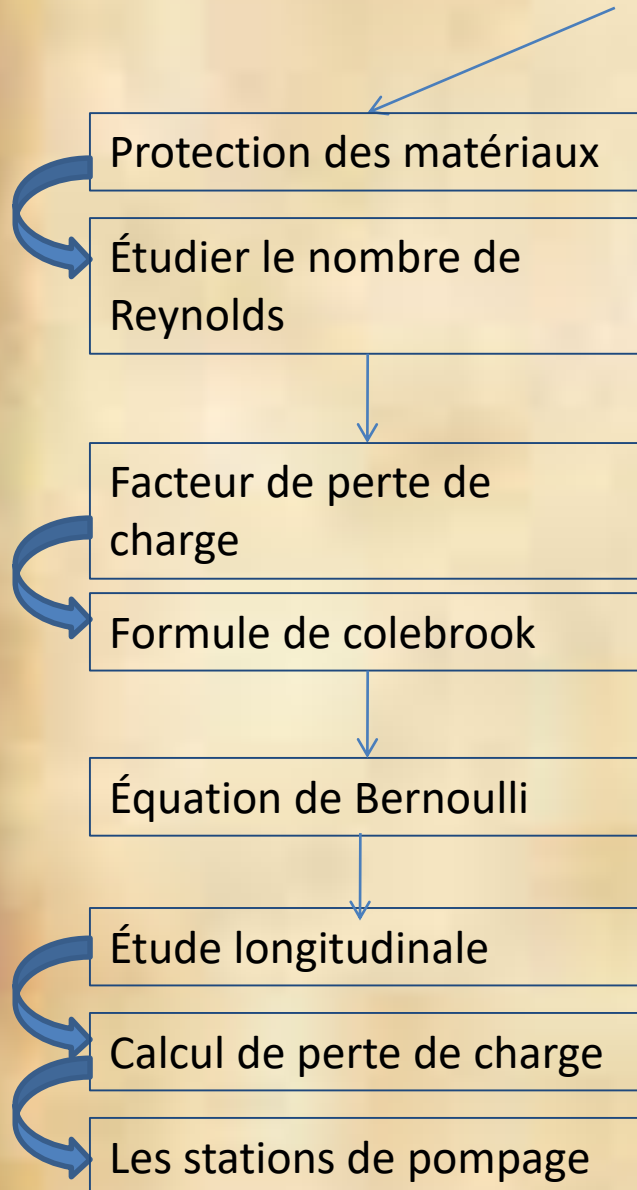 Protection des matériaux
Étudier le nombre de
Reynolds
Facteur de perte de
charge
Formule de colebrook
Équation de Bernoulli
Étude longitudinale
Calcul de perte de charge
Les stations de pompage